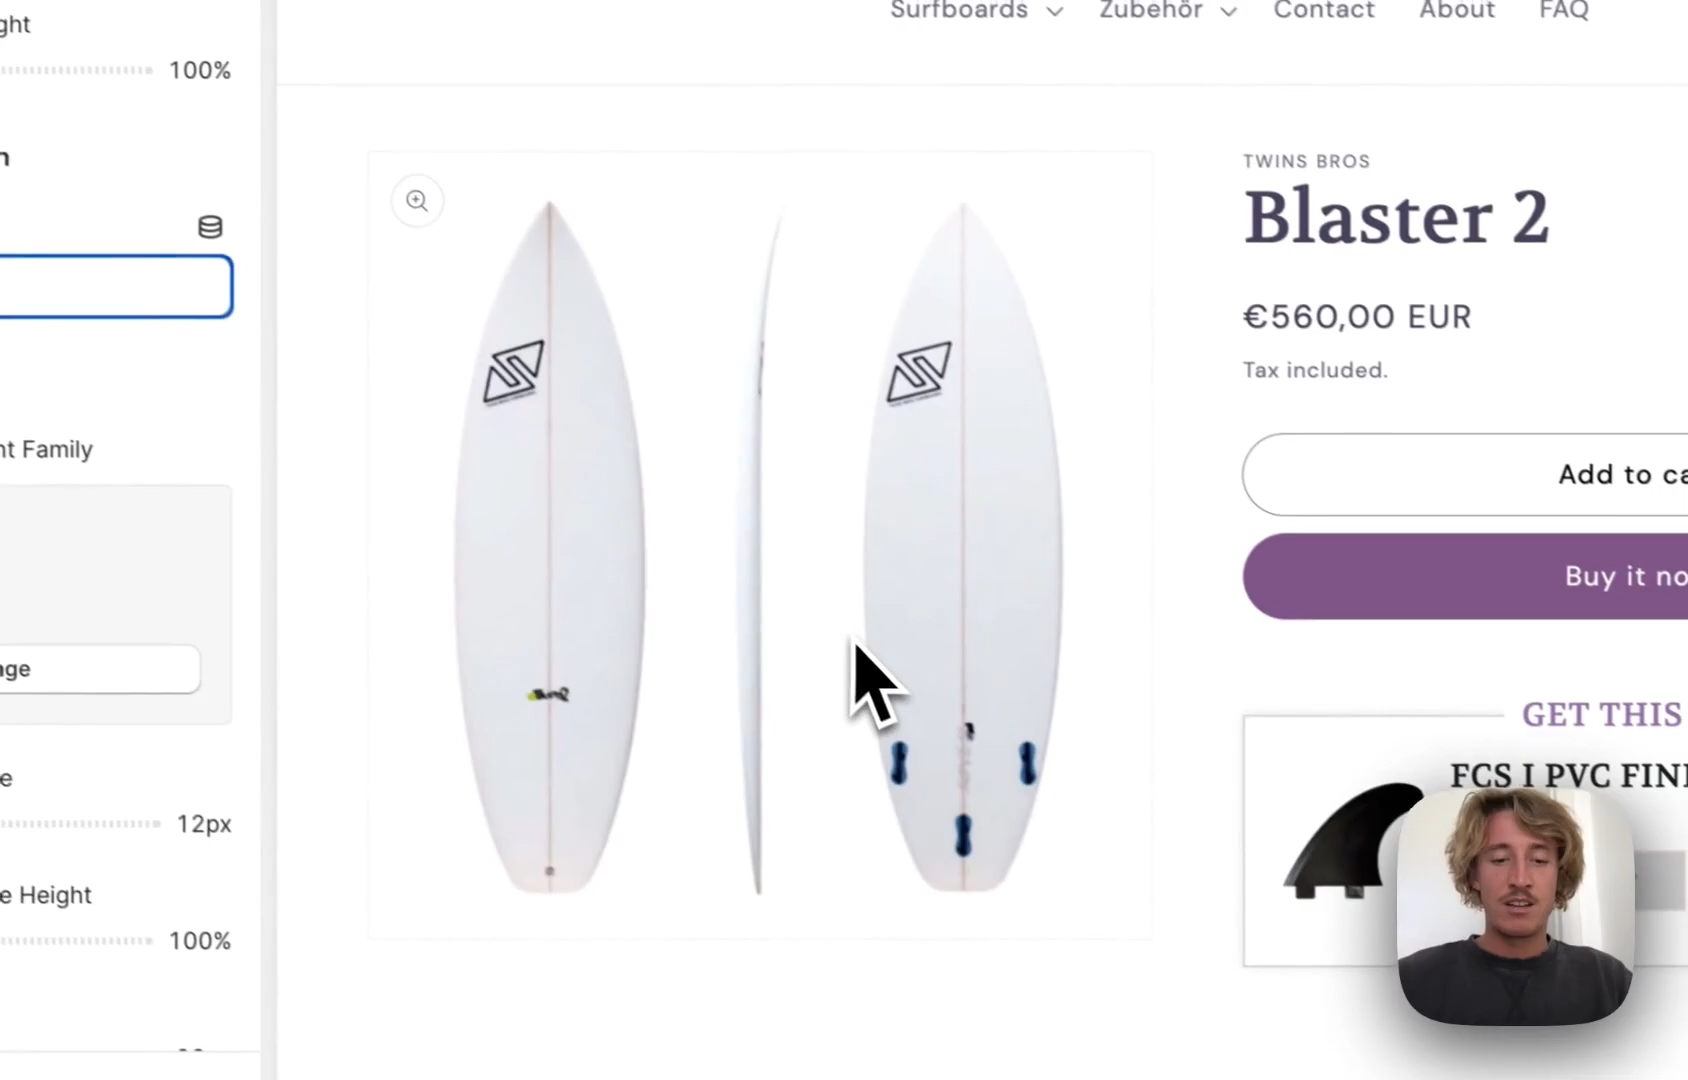 ght
100%
n
nt Family
nge
e
12px
e Height
100%
Surfboards
Zubehör
Contact
About
FAQ
TWINS BROS
Blaster 2
€560,00 EUR
Tax included.
Add to ca
Buy it no
GET THIS
FCS I PVC FIN